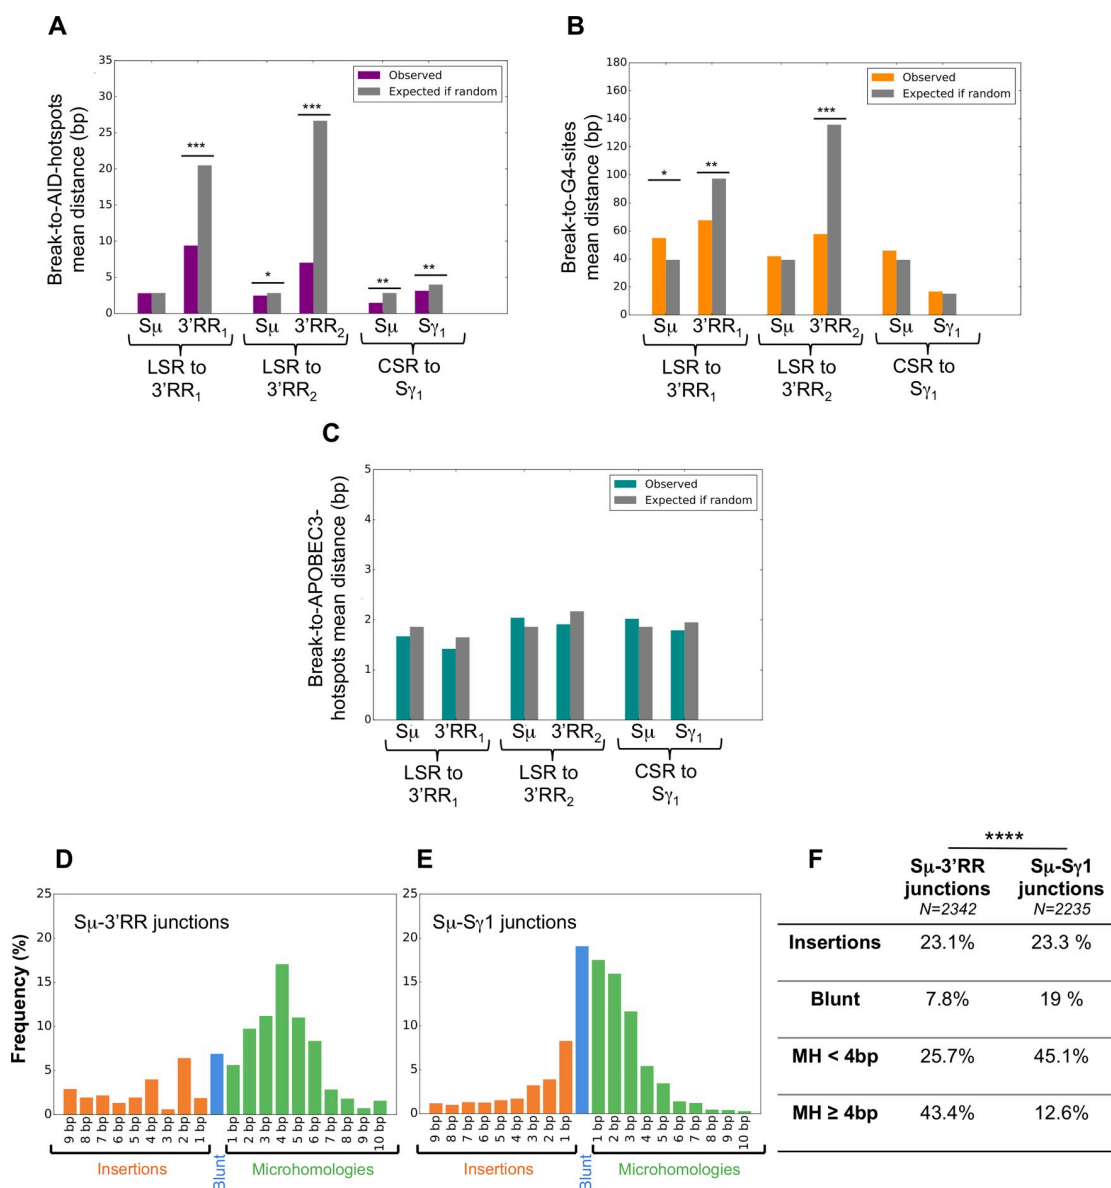 A
Break-to-AID-hotspots
mean distance (bp)
35
30
25
20
15
10
5
0
Observed
Expected if random
***
***
*
**
**
Sμ 3'RR1 Sμ 3'RR2 Sμ Sγ1
LSR to
3'RR1
LSR to
3'RR2
CSR to
Sγ1
B
Break-to-G4-sites
mean distance (bp)
180
160
140
120
100
80
60
40
20
0
Observed
Expected if random
*
**
***
Sμ 3'RR1 Sμ 3'RR2 Sμ Sγ1
LSR to
3'RR1
LSR to
3'RR2
CSR to
Sγ1
C
Break-to-APOBEC3-
hotspots mean distance (bp)
5
4
3
2
1
0
Observed
Expected if random
Sμ 3'RR1 Sμ 3'RR2 Sμ Sγ1
LSR to
3'RR1
LSR to
3'RR2
CSR to
Sγ1
D
Frequency (%)
25
20
15
10
5
0
Sμ-3'RR junctions
9 bp
8 bp
7 bp
6 bp
5 bp
4 bp
3 bp
2 bp
1 bp
1 bp
2 bp
3 bp
4 bp
5 bp
6 bp
7 bp
8 bp
9 bp
10 bp
Insertions
Blunt
Microhomologies
E
25
20
15
10
5
0
Sμ-Sγ1 junctions
9 bp
8 bp
7 bp
6 bp
5 bp
4 bp
3 bp
2 bp
1 bp
1 bp
2 bp
3 bp
4 bp
5 bp
6 bp
7 bp
8 bp
9 bp
10 bp
Insertions
Blunt
Microhomologies
F
****
Sμ-3'RR Sμ-Sγ1
junctions junctions
N=2342 N=2235
Insertions 23.1% 23.3 %
Blunt 7.8% 19 %
MH < 4bp 25.7% 45.1%
MH ≥ 4bp 43.4% 12.6%